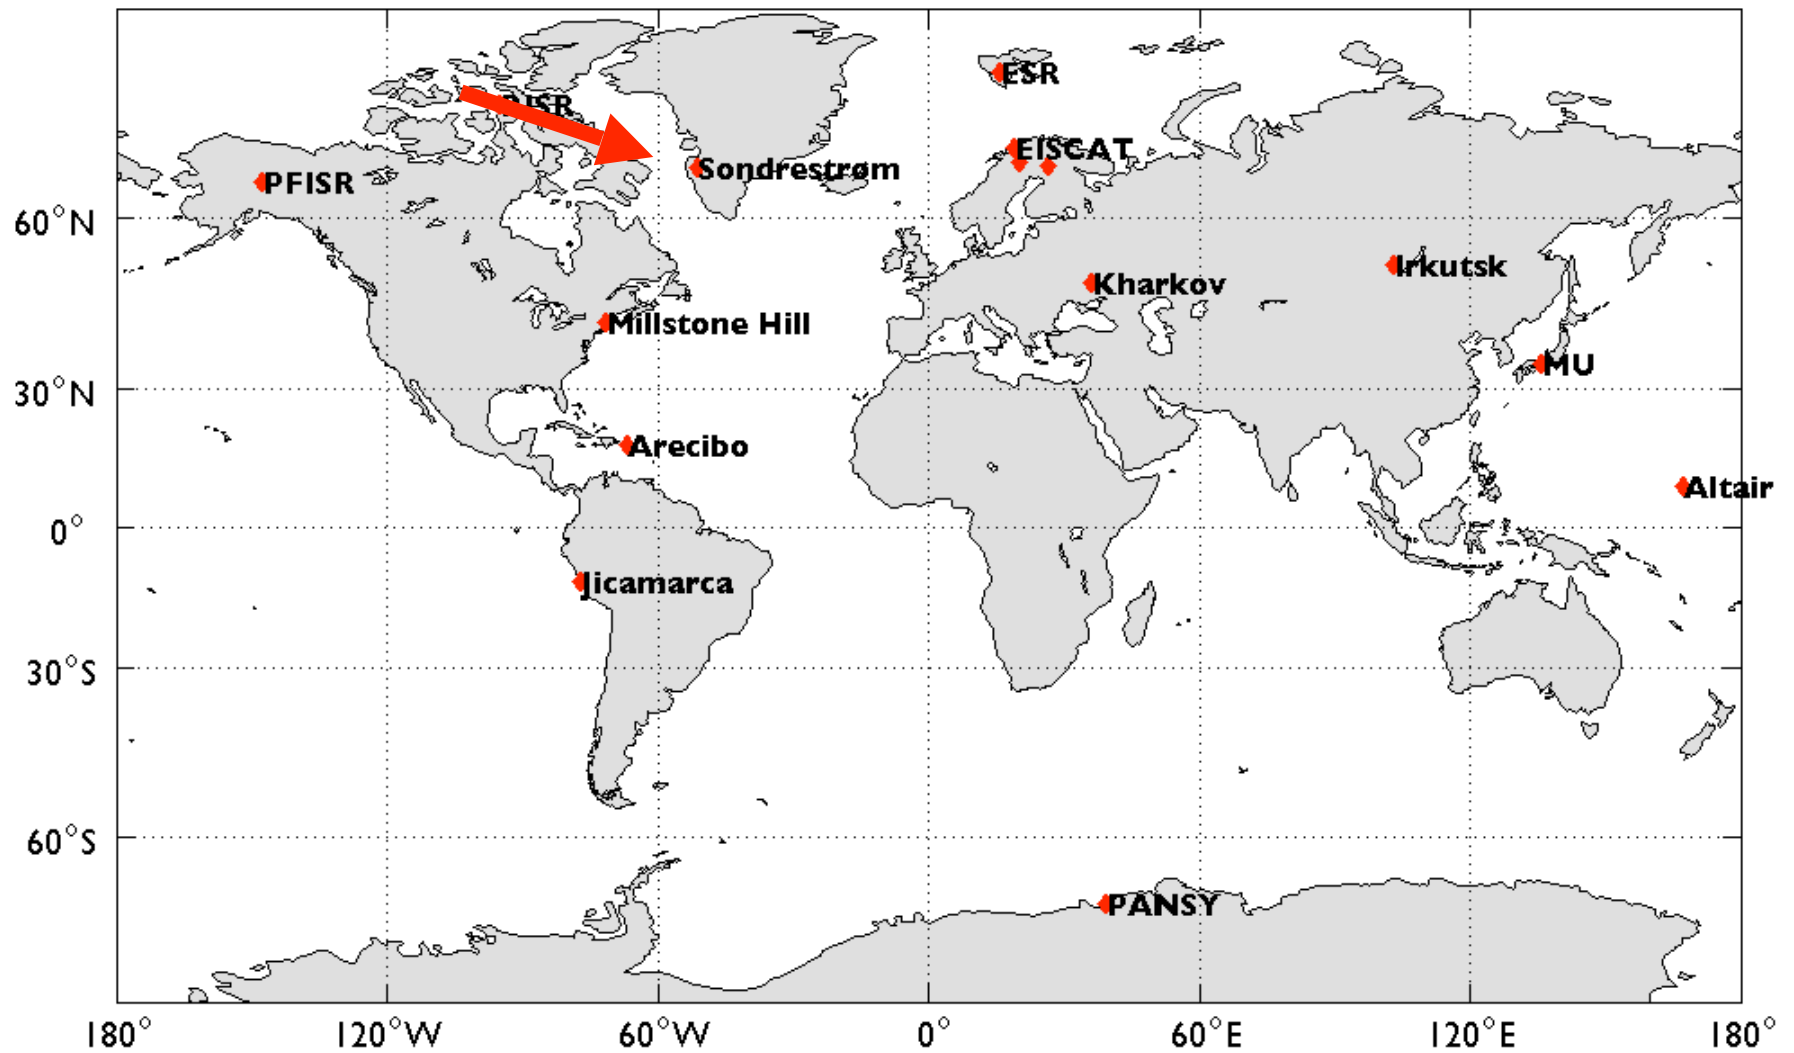 ESR
RISR
EISCAT
Sondrestrøm
PFISR
60°N
Irkutsk
Kharkov
Millstone Hill
MU
30°N
Arecibo
Altair
0°
Jicamarca
30°S
60°S
PANSY
180° 120°W 60°W 0° 60°E 120°E 180°